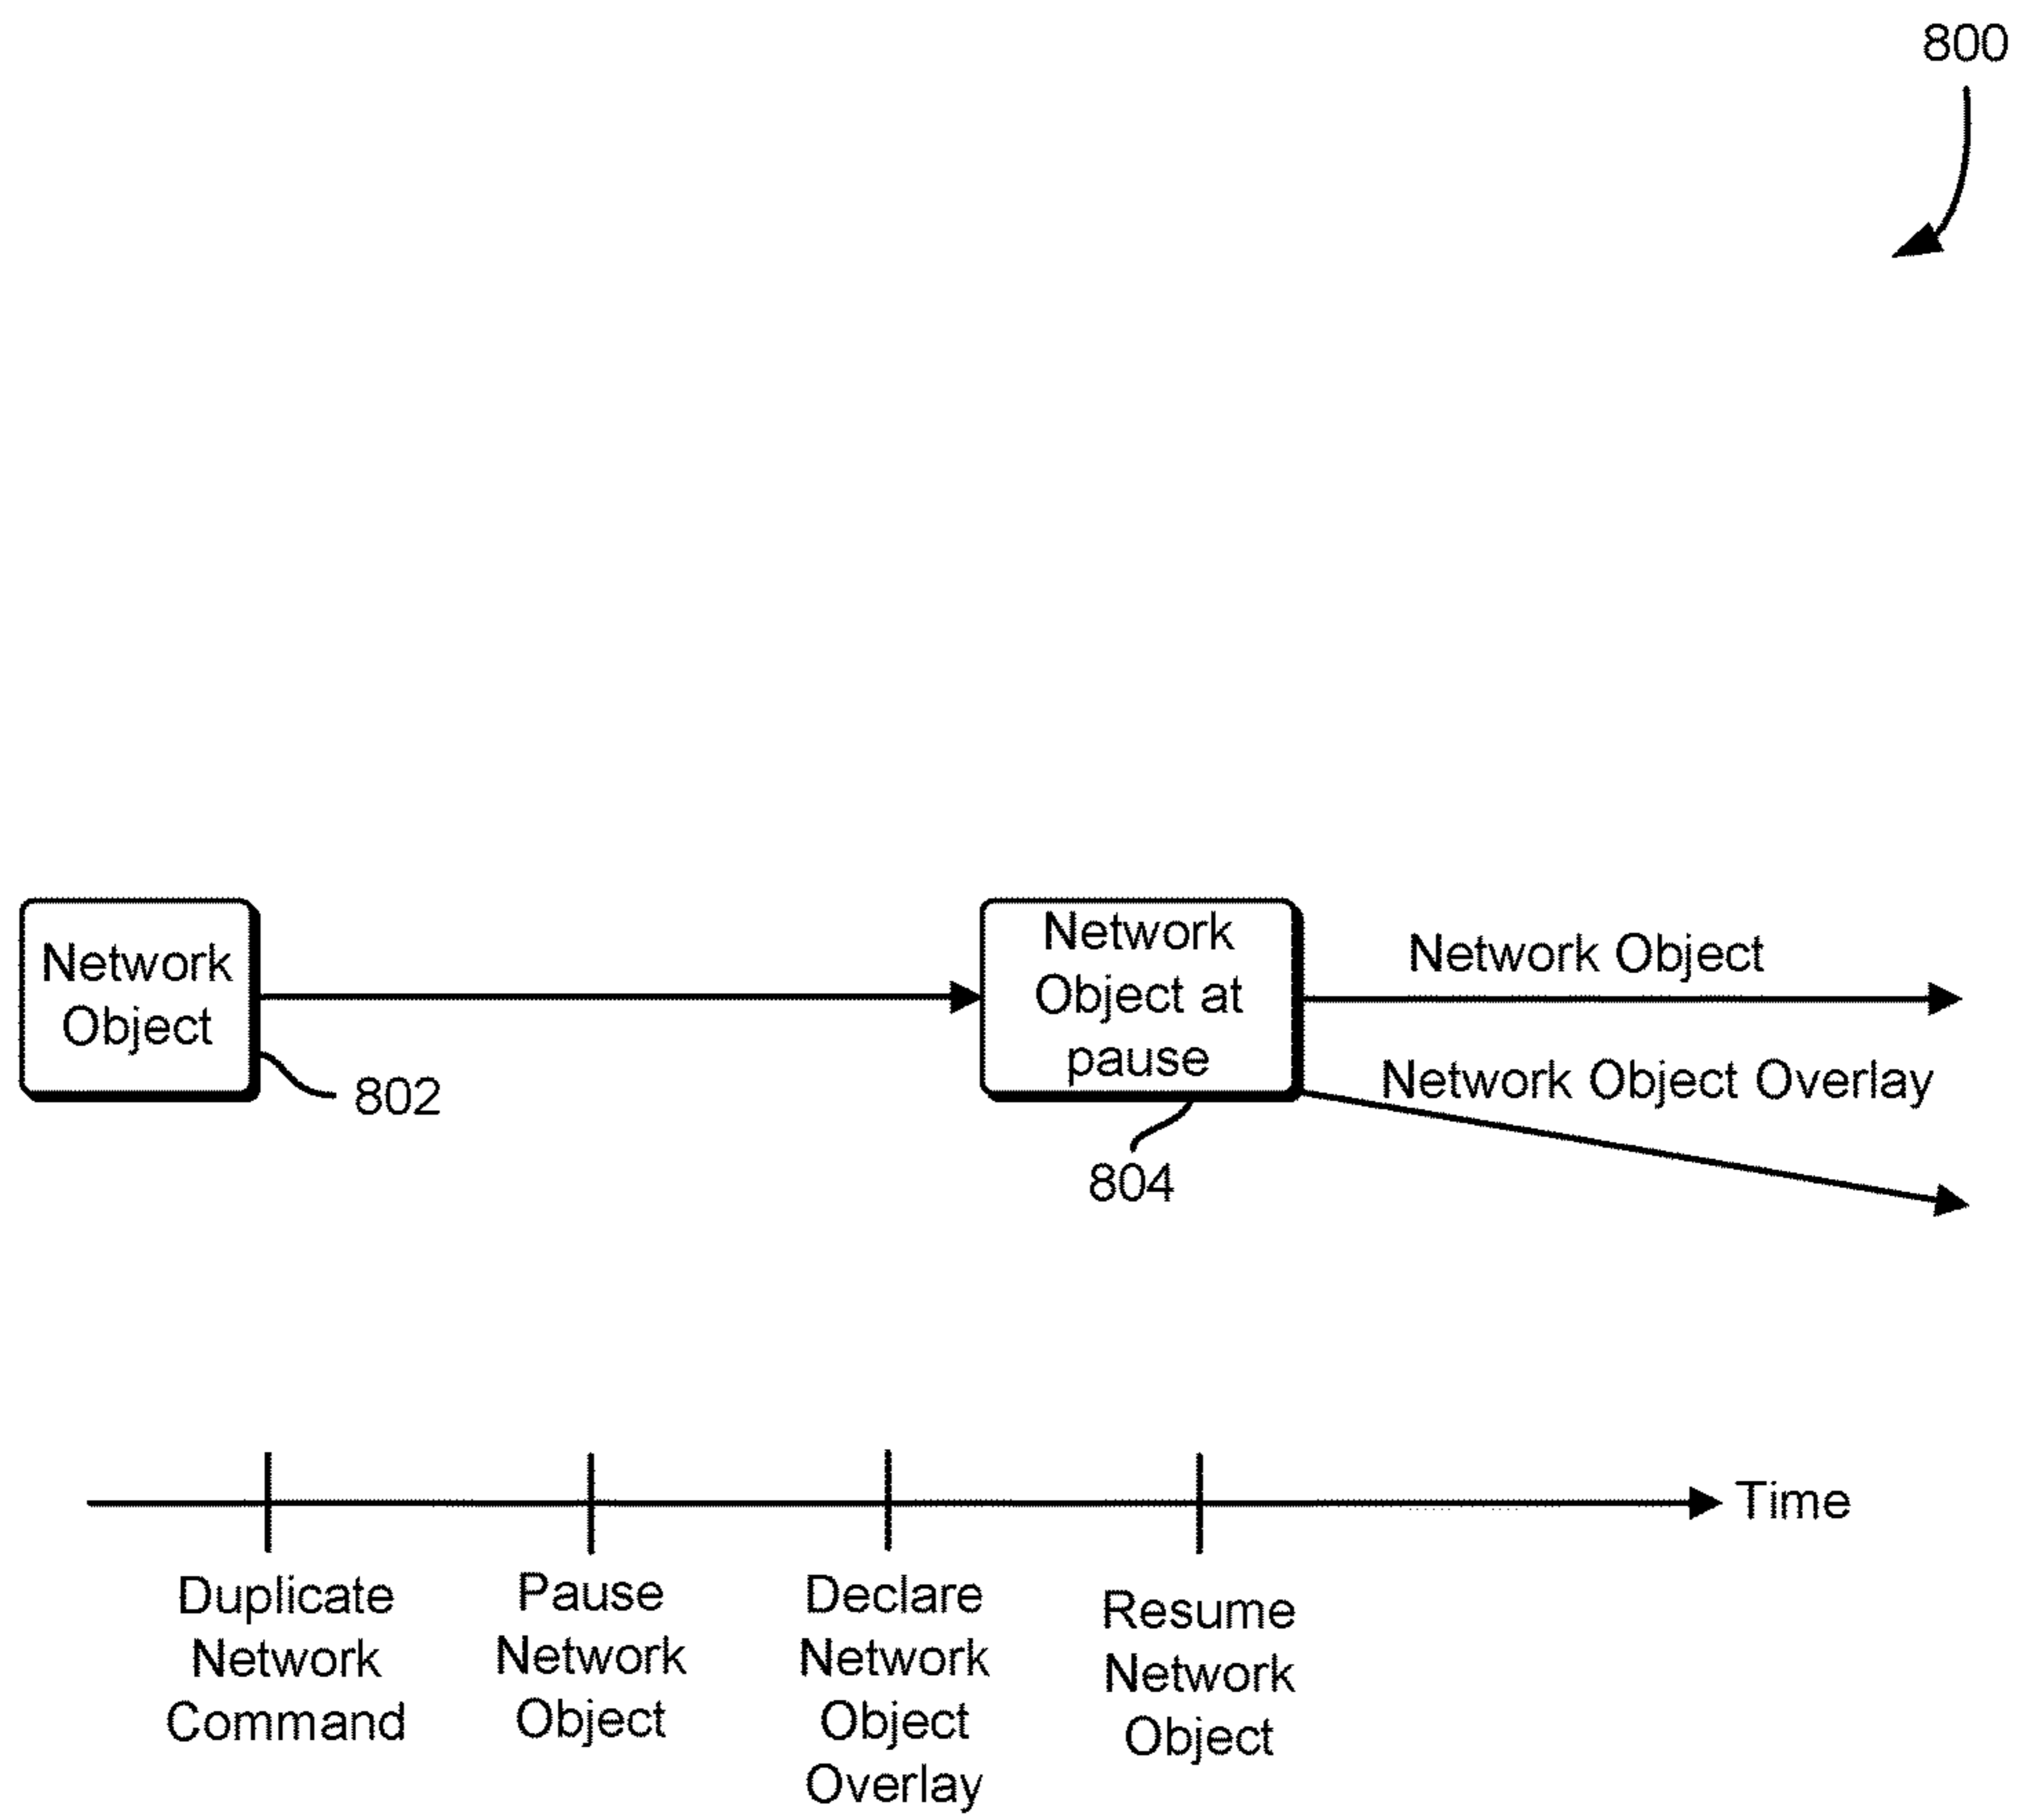 800
Network
Object
802
Network
Object at
pause
804
Network Object
Network Object Overlay
Time
Duplicate
Network
Command
Pause
Network
Object
Declare
Network
Object
Overlay
Resume
Network
Object